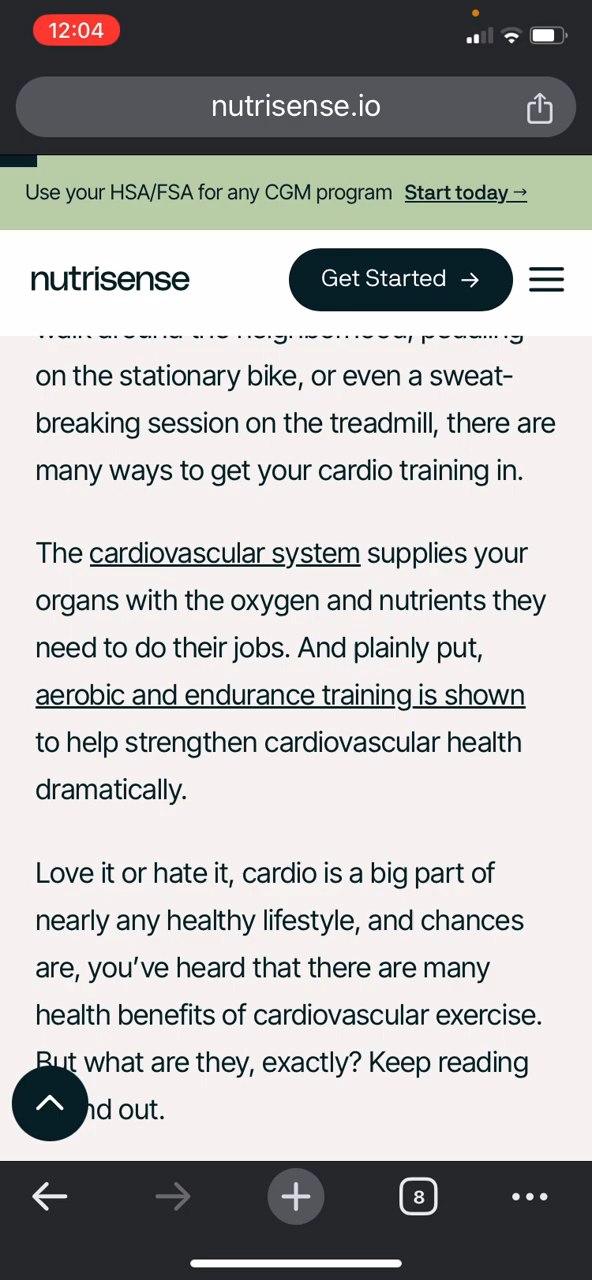 12:04
nutrisense.io
Use your HSA/FSA for any CGM program Start today →
nutrisense
Get Started →
on the stationary bike, or even a sweat-
breaking session on the treadmill, there are
many ways to get your cardio training in.
The cardiovascular system supplies your
organs with the oxygen and nutrients they
need to do their jobs. And plainly put,
aerobic and endurance training is shown
to help strengthen cardiovascular health
dramatically.
Love it or hate it, cardio is a big part of
nearly any healthy lifestyle, and chances
are, you've heard that there are many
health benefits of cardiovascular exercise.
But what are they, exactly? Keep reading
out.
8